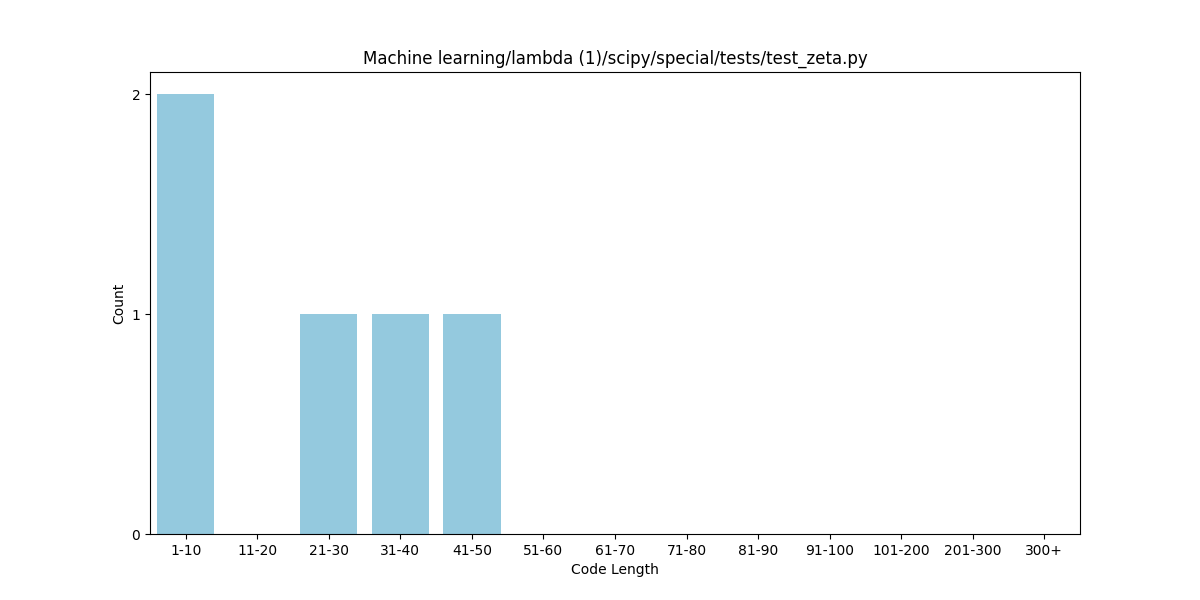 Machine learning/lambda (1)/scipy/special/tests/test_zeta.py
2
1
0
Count
1-10 11-20 21-30 31-40 41-50 51-60 61-70 71-80 81-90 91-100 101-200 201-300 300+
Code Length